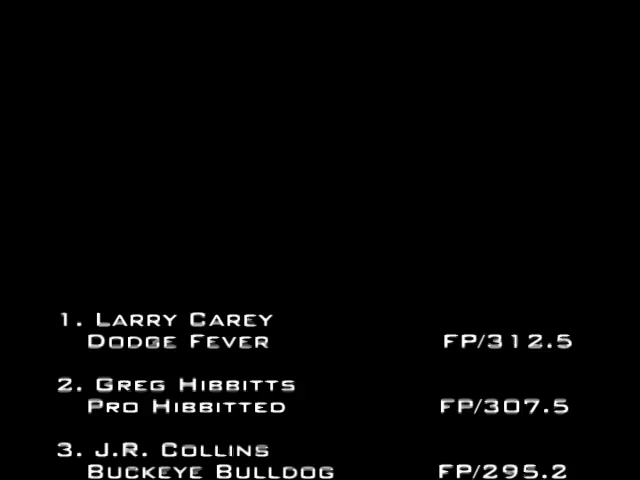 1. LARRY CAREY
DODGE FEVER FP/312.5
2. GREG HIBBITTS
PRO HIBBITTED FP/307.5
3. J.R. COLLINS
BUCKEYE BULLDOG FP/295.2